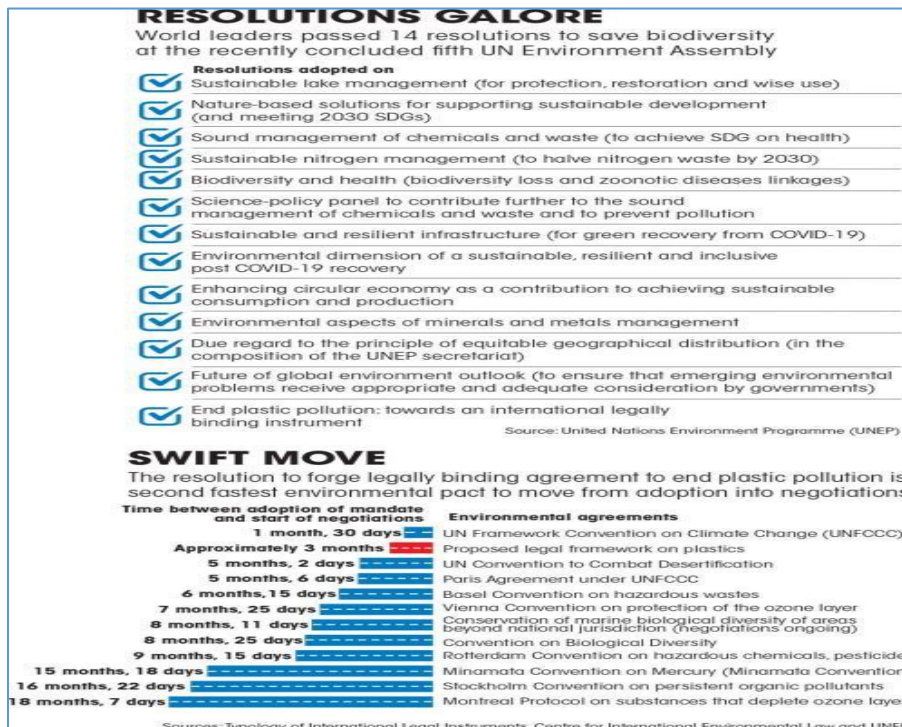 RESOLUTIONS GALORE
World leaders passed 14 resolutions to save biodiversity
at the recently concluded fifth UN Environment Assembly
Resolutions adopted on
Sustainable lake management (for protection, restoration and wise use)
Nature-based solutions for supporting sustainable development
(and meeting 2030 SDGs)
Sound management of chemicals and waste (to achieve SDG on health)
Sustainable nitrogen management (to halve nitrogen waste by 2030)
Biodiversity and health (biodiversity loss and zoonotic diseases linkages)
Science-policy panel to contribute further to the sound
management of chemicals and waste and to prevent pollution
Sustainable and resilient infrastructure (for green recovery from COVID-19)
Environmental dimension of a sustainable, resilient and inclusive
post COVID-19 recovery
Enhancing circular economy as a contribution to achieving sustainable
consumption and production
Environmental aspects of minerals and metals management
Due regard to the principle of equitable geographical distribution (in the
composition of the UNEP secretariat)
Future of global environment outlook (to ensure that emerging environmental
problems receive appropriate and adequate consideration by governments)
End plastic pollution: towards an international legally
binding instrument
Source: United Nations Environment Programme (UNEP)
SWIFT MOVE
The resolution to forge legally binding agreement to end plastic pollution is
second fastest environmental pact to move from adoption into negotiations
Time between adoption of mandate
and start of negotiations
Environmental agreements
1 month, 30 days UN Framework Convention on Climate Change (UNFCCC)
Approximately 3 months Proposed legal framework on plastics
5 months, 2 days UN Convention to Combat Desertification
5 months, 6 days Paris Agreement under UNFCCC
6 months, 15 days Basel Convention on hazardous wastes
7 months, 25 days Vienna Convention on protection of the ozone layer
8 months, 11 days Conservation of marine biological diversity of areas
beyond national jurisdiction (negotiations ongoing)
8 months, 25 days Convention on Biological Diversity
9 months, 15 days Rotterdam Convention on hazardous chemicals, pesticide
15 months, 18 days Minamata Convention on Mercury (Minamata Convention
16 months, 22 days Stockholm Convention on persistent organic pollutants
18 months, 7 days Montreal Protocol on substances that deplete ozone laye
Sources: Typology of International Legal Instruments, Centre for International Environmental Law and UNE